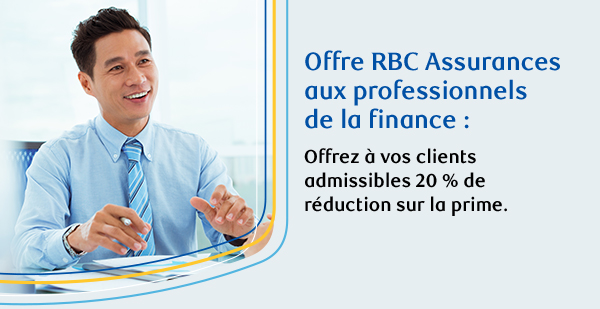 Offre RBC Assurances
aux professionnels
de la finance :
Offrez à vos clients
admissibles 20 % de
réduction sur la prime.